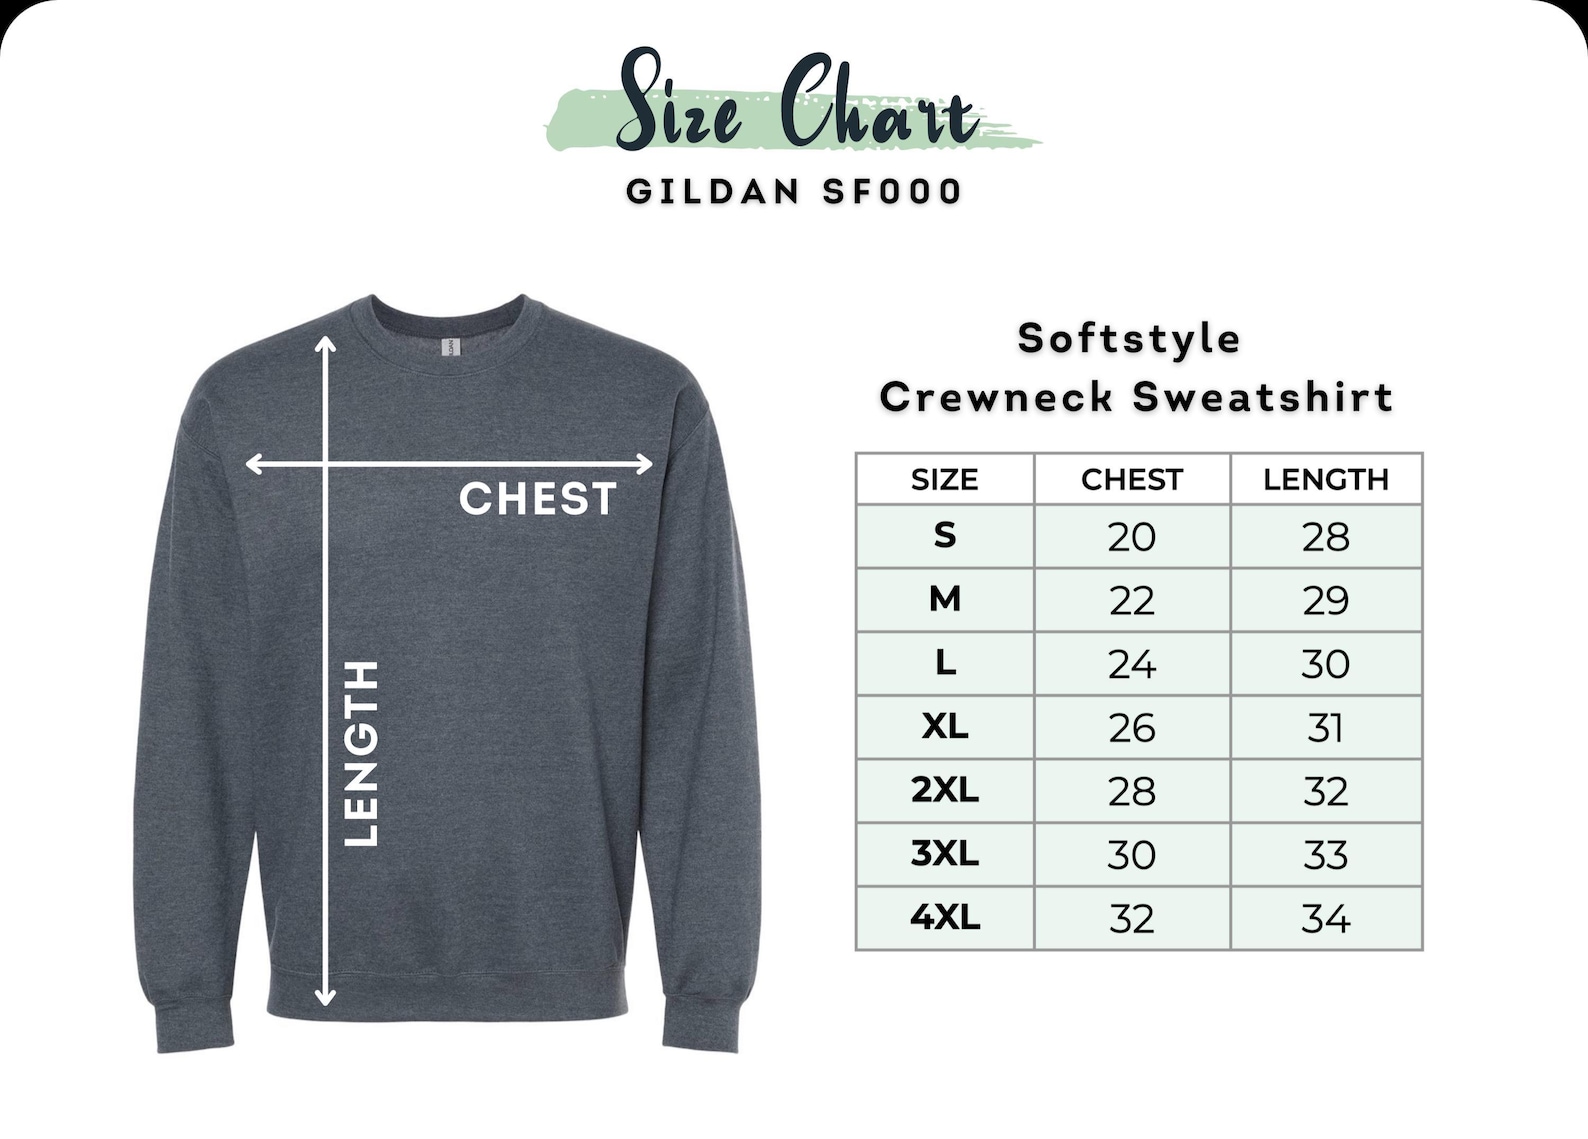 Size Chart
GILDAN SF000
Softstyle
Crewneck Sweatshirt
CHEST
LENGTH
SIZE CHEST LENGTH
S 20 28
M 22 29
L 24 30
XL 26 31
2XL 28 32
3XL 30 33
4XL 32 34